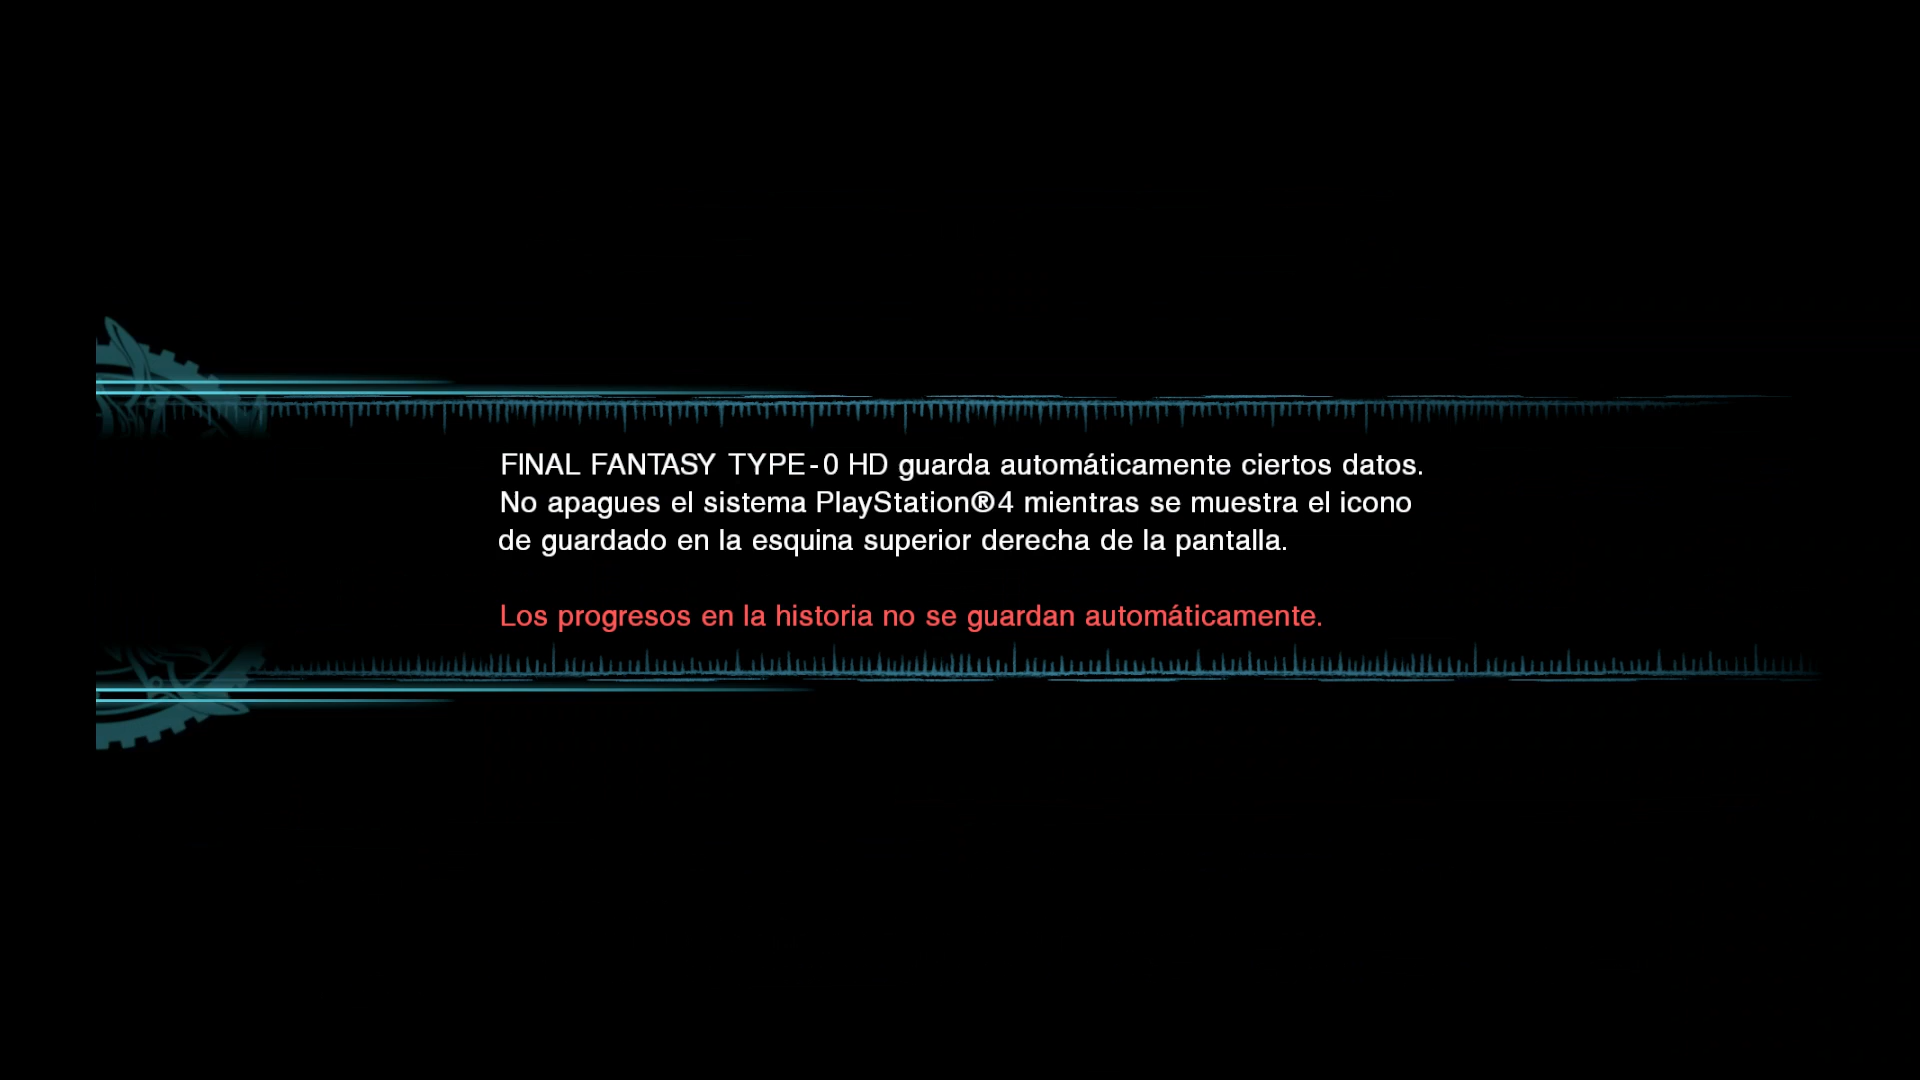 FINAL FANTASY TYPE-0 HD guarda automáticamente ciertos datos.
No apagues el sistema PlayStation®4 mientras se muestra el icono
de guardado en la esquina superior derecha de la pantalla.
Los progresos en la historia no se guardan automáticamente.